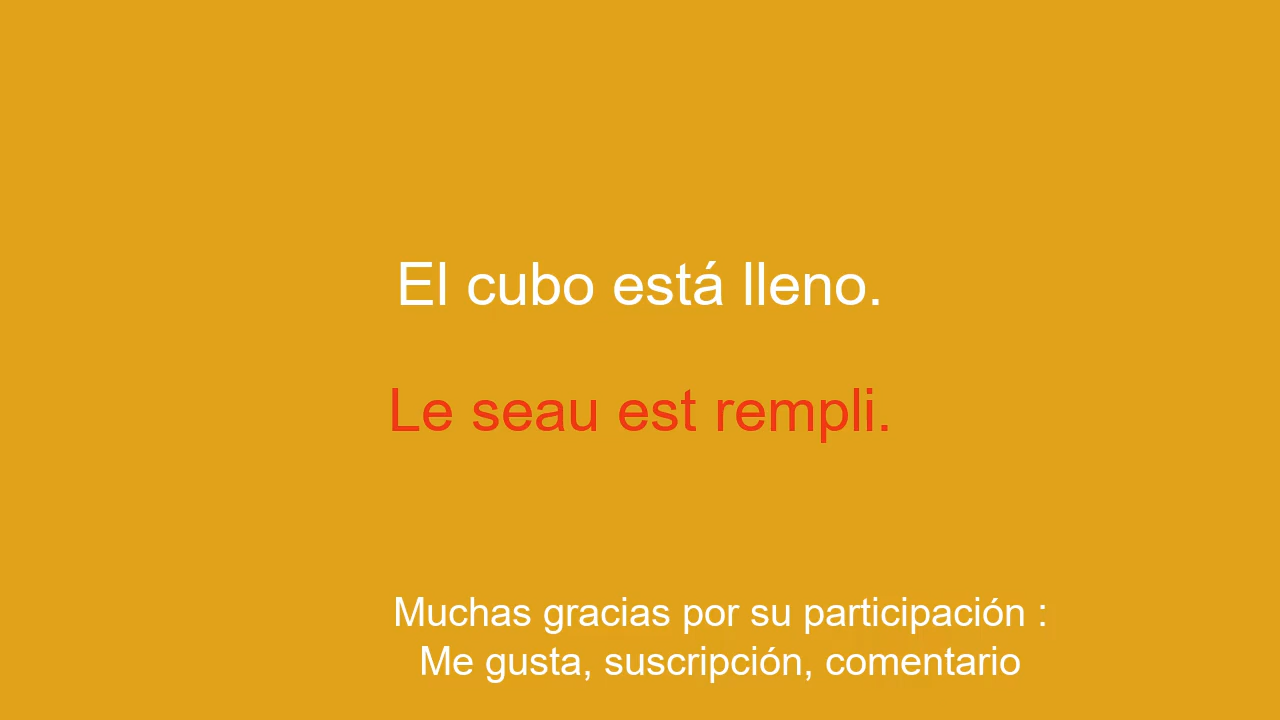 El cubo está lleno.
Le seau est rempli.
Muchas gracias por su participación :
Me gusta, suscripción, comentario